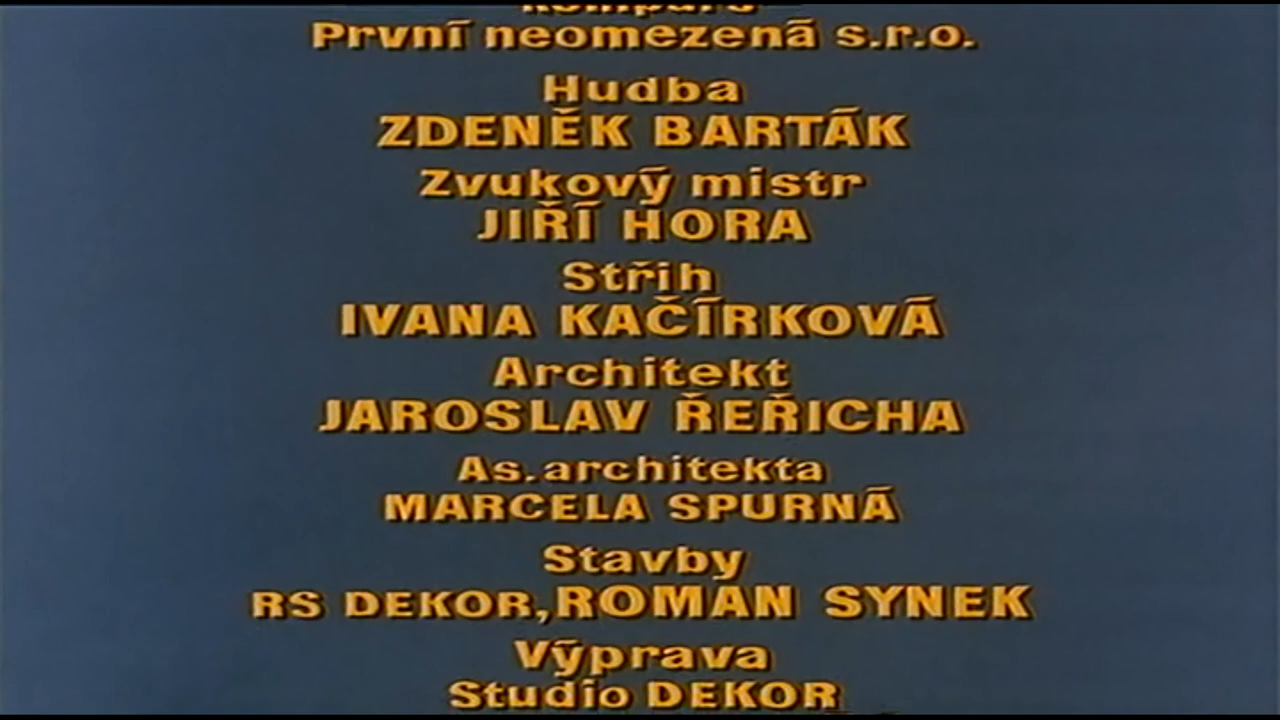 První neomezená s.r.o.
Hudba
ZDENĚK BARTÁK
Zvukový mistr
JIŘÍ HORA
Střih
IVANA KAČÍRKOVÁ
Architekt
JAROSLAV ŘEŘICHA
As.architekta
MARCELA SPURNÁ
Stavby
RS DEKOR,ROMAN SYNEK
Výprava
Studio DEKOR